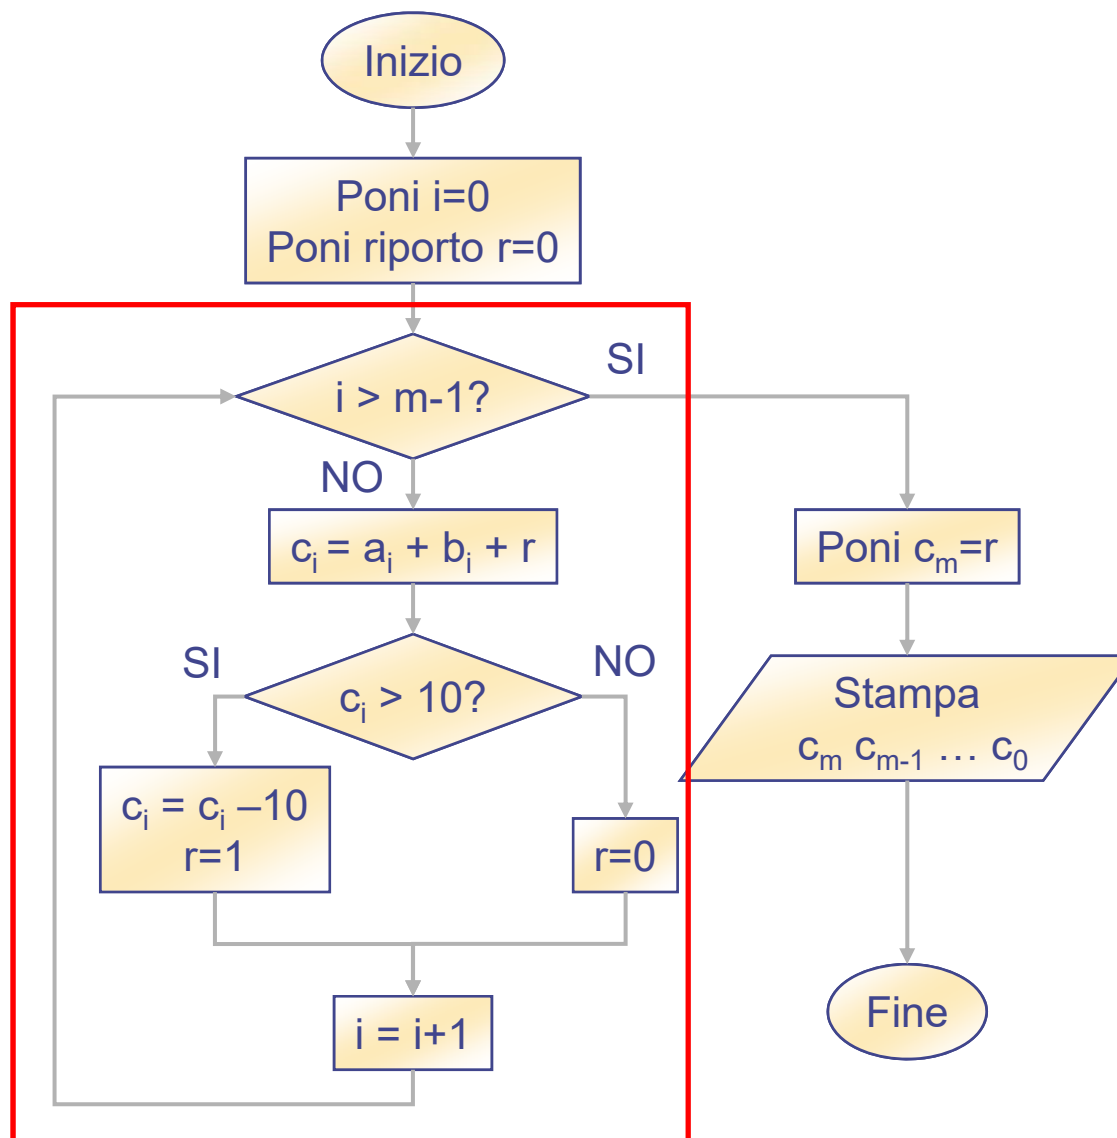 Inizio
Poni i=0
Poni riporto r=0
i > m-1?
SI
NO
cᵢ = aᵢ + bᵢ + r
cᵢ > 10?
SI
NO
cᵢ = cᵢ –10
r=1
r=0
i = i+1
Poni cₘ=r
Stampa
cₘ cₘ₋₁ … c₀
Fine